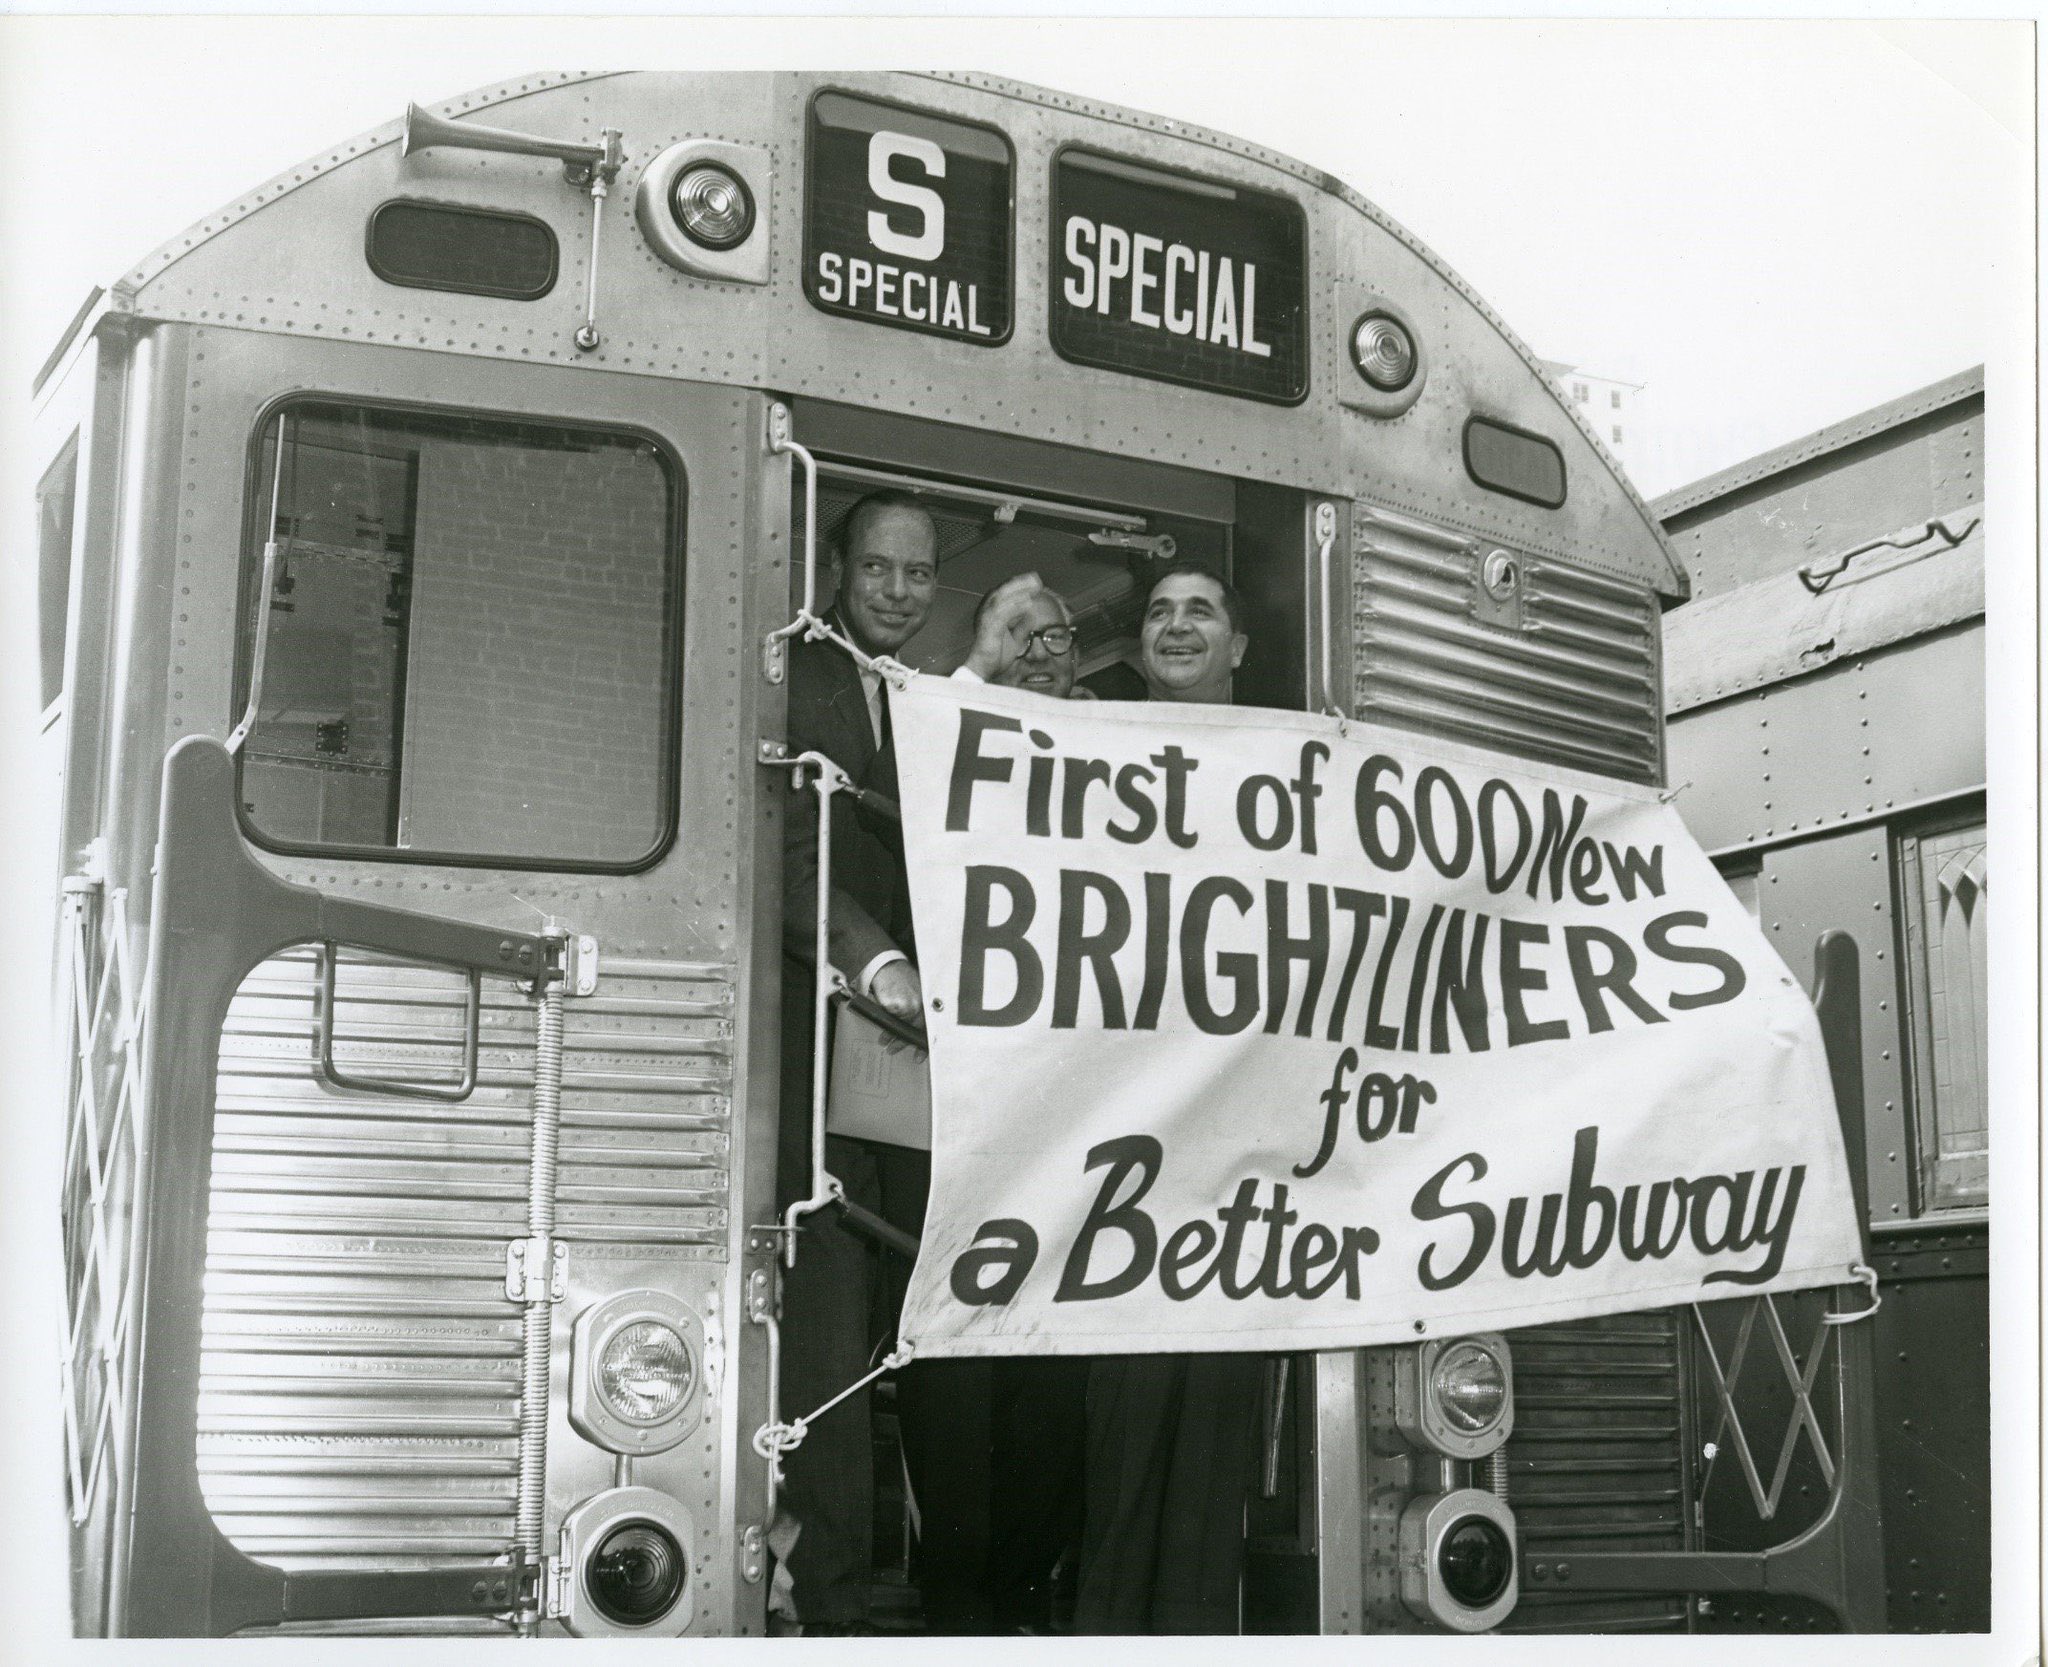 S
SPECIAL
SPECIAL
First of 600 New
BRIGHTLINERS
for
a Better Subway